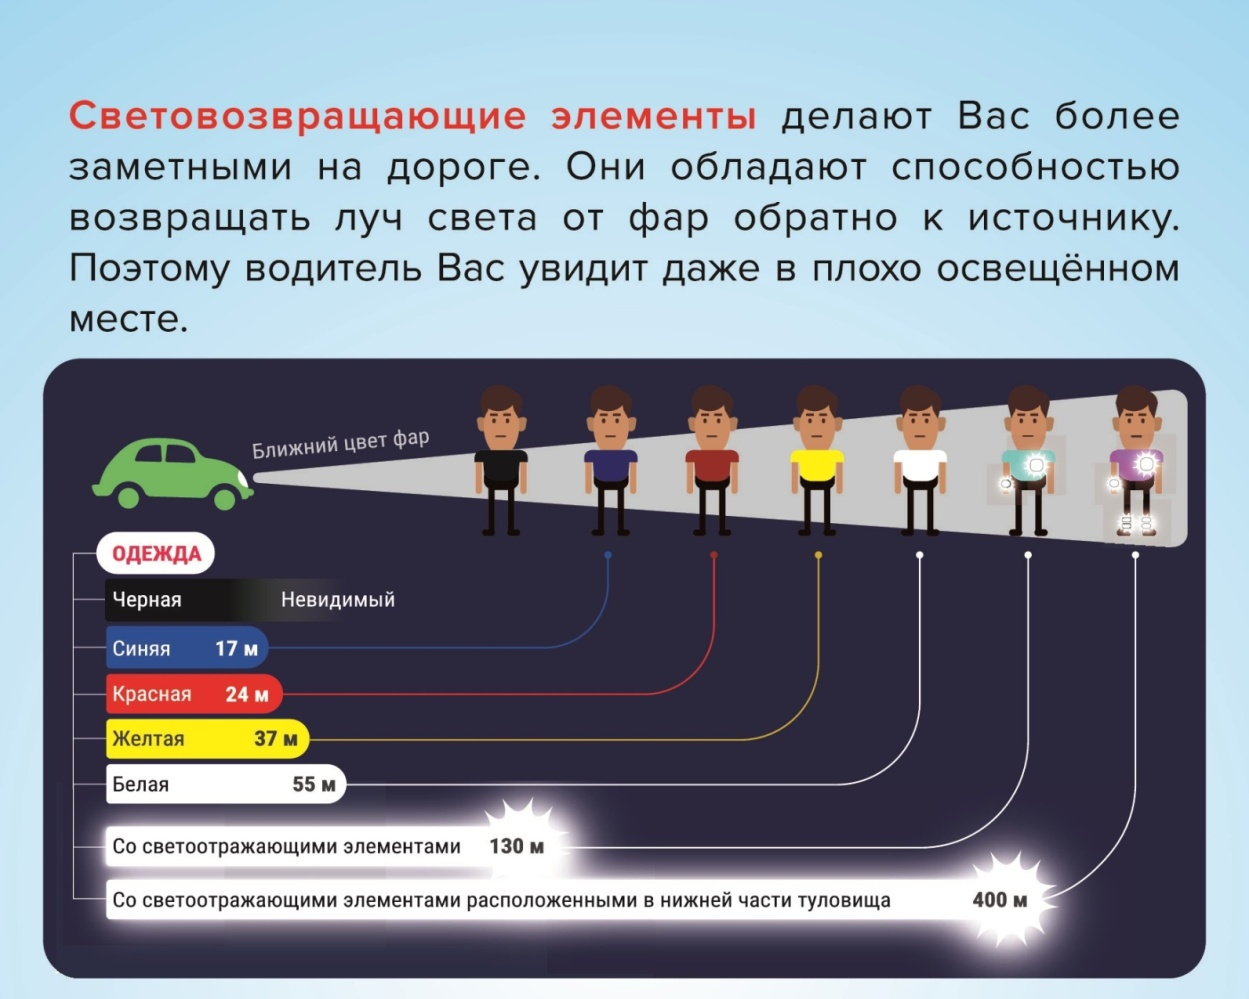 Световозвращающие элементы делают Вас более
заметными на дороге. Они обладают способностью
возвращать луч света от фар обратно к источнику.
Поэтому водитель Вас увидит даже в плохо освещённом
месте.
Ближний цвет фар
ОДЕЖДА
Черная Невидимый
Синяя 17 м
Красная 24 м
Желтая 37 м
Белая 55 м
Со светоотражающими элементами 130 м
Со светоотражающими элементами расположенными в нижней части туловища 400 м